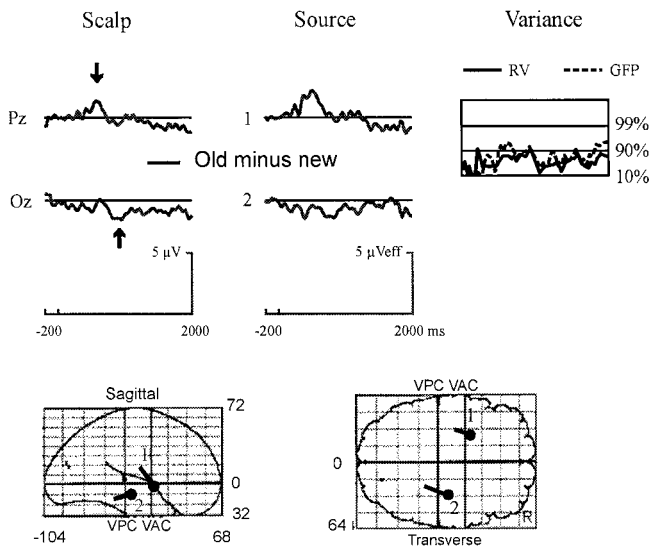 Scalp Source Variance
RV GFP
Pz 1
99%
90%
10%
Old minus new
Oz 2
5 µV 5 µVeff
-200 2000 -200 2000 ms
Sagittal
72
1
0
2
32
VPC VAC
-104 68
VPC VAC
1
0
2
R
64
Transverse